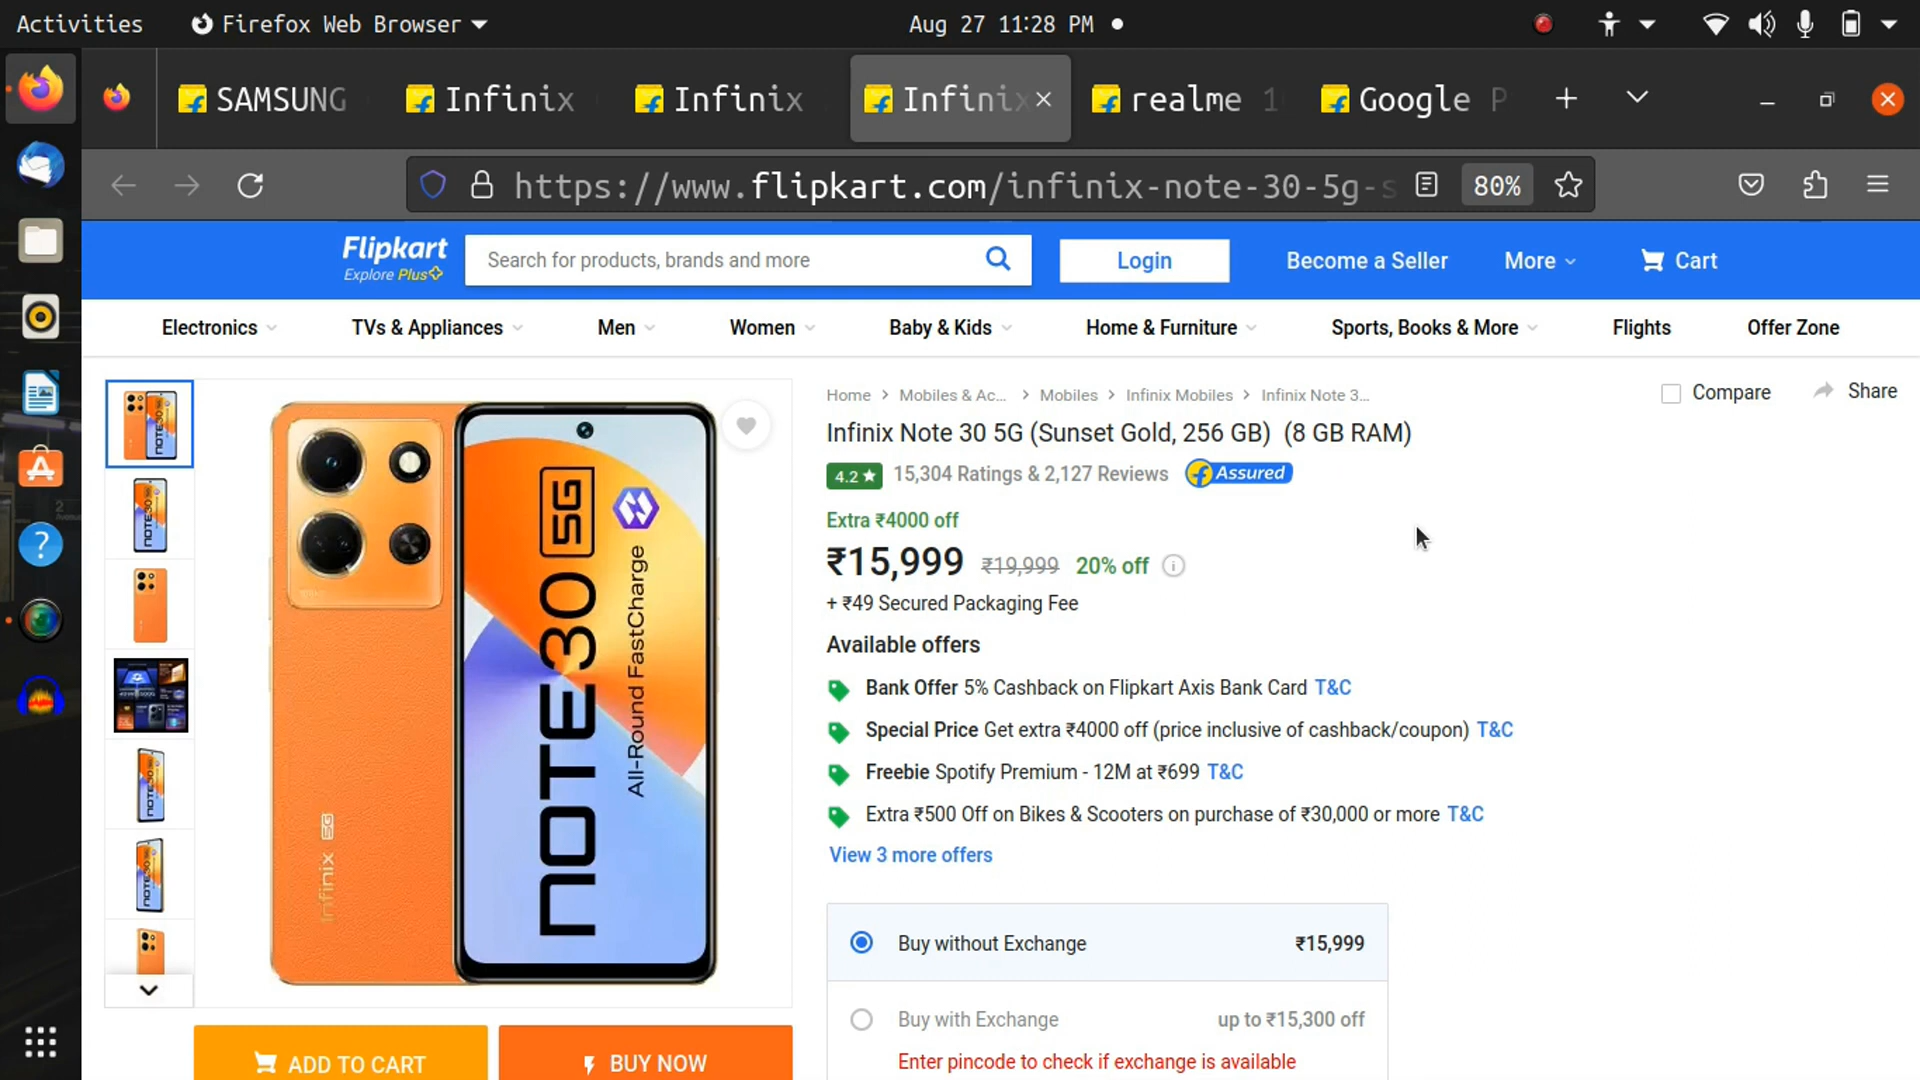 Activities
Firefox Web Browser
Aug 27 11:28 PM
SAMSUNG
Infinix
Infinix
Infinix
realme 1
Google P
https://www.flipkart.com/infinix-note-30-5g-s
80%
Flipkart
Explore Plus
Search for products, brands and more
Login
Become a Seller
More
Cart
Electronics
TVs & Appliances
Men
Women
Baby & Kids
Home & Furniture
Sports, Books & More
Flights
Offer Zone
Home > Mobiles & Ac... > Mobiles > Infinix Mobiles > Infinix Note 3...
Compare
Share
Infinix Note 30 5G (Sunset Gold, 256 GB) (8 GB RAM)
4.2 ★ 15,304 Ratings & 2,127 Reviews
Assured
Extra ₹4000 off
₹15,999 ₹19,999 20% off
+ ₹49 Secured Packaging Fee
Available offers
Bank Offer 5% Cashback on Flipkart Axis Bank Card T&C
Special Price Get extra ₹4000 off (price inclusive of cashback/coupon) T&C
Freebie Spotify Premium - 12M at ₹699 T&C
Extra ₹500 Off on Bikes & Scooters on purchase of ₹30,000 or more T&C
View 3 more offers
Buy without Exchange ₹15,999
Buy with Exchange up to ₹15,300 off
Enter pincode to check if exchange is available
NOTE30 5G
All-Round FastCharge
Infinix 5G
ADD TO CART
BUY NOW